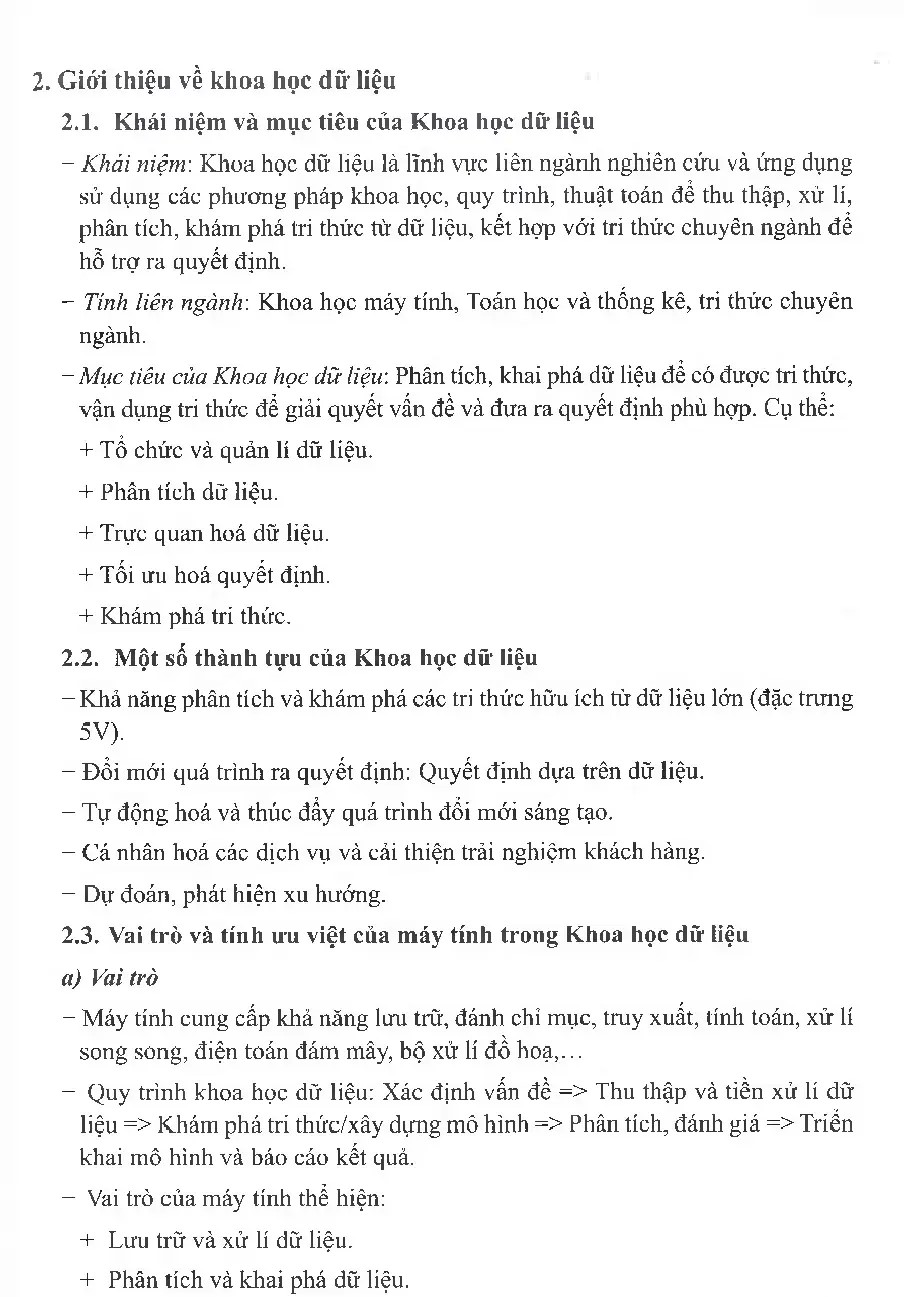 2. Giới thiệu về khoa học dữ liệu
2.1. Khái niệm và mục tiêu của Khoa học dữ liệu
− Khái niệm: Khoa học dữ liệu là lĩnh vực liên ngành nghiên cứu và ứng dụng
sử dụng các phương pháp khoa học, quy trình, thuật toán để thu thập, xử lí,
phân tích, khám phá tri thức từ dữ liệu, kết hợp với tri thức chuyên ngành để
hỗ trợ ra quyết định.
− Tính liên ngành: Khoa học máy tính, Toán học và thống kê, tri thức chuyên
ngành.
− Mục tiêu của Khoa học dữ liệu: Phân tích, khai phá dữ liệu để có được tri thức,
vận dụng tri thức để giải quyết vấn đề và đưa ra quyết định phù hợp. Cụ thể:
+ Tổ chức và quản lí dữ liệu.
+ Phân tích dữ liệu.
+ Trực quan hoá dữ liệu.
+ Tối ưu hoá quyết định.
+ Khám phá tri thức.
2.2. Một số thành tựu của Khoa học dữ liệu
− Khả năng phân tích và khám phá các tri thức hữu ích từ dữ liệu lớn (đặc trưng
5V).
− Đổi mới quá trình ra quyết định: Quyết định dựa trên dữ liệu.
− Tự động hoá và thúc đẩy quá trình đổi mới sáng tạo.
− Cá nhân hoá các dịch vụ và cải thiện trải nghiệm khách hàng.
− Dự đoán, phát hiện xu hướng.
2.3. Vai trò và tính ưu việt của máy tính trong Khoa học dữ liệu
a) Vai trò
− Máy tính cung cấp khả năng lưu trữ, đánh chỉ mục, truy xuất, tính toán, xử lí
song song, điện toán đám mây, bộ xử lí đồ hoạ,…
− Quy trình khoa học dữ liệu: Xác định vấn đề => Thu thập và tiền xử lí dữ
liệu => Khám phá tri thức/xây dựng mô hình => Phân tích, đánh giá => Triển
khai mô hình và báo cáo kết quả.
− Vai trò của máy tính thể hiện:
+ Lưu trữ và xử lí dữ liệu.
+ Phân tích và khai phá dữ liệu.